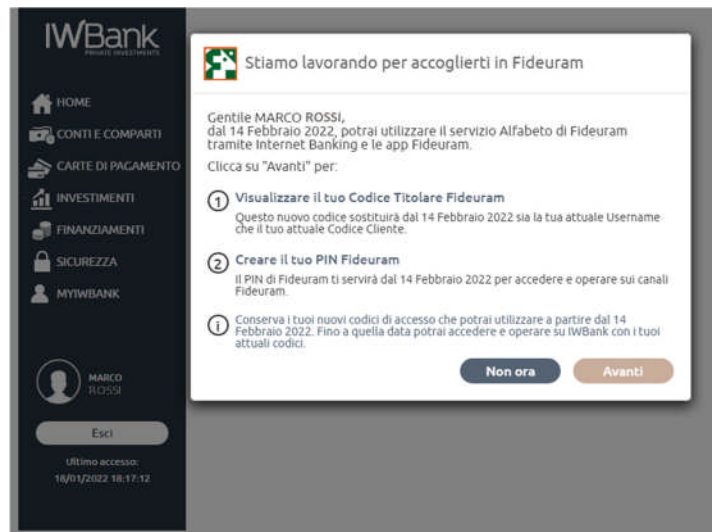 IWBank
PRIVATE INVESTMENTS
HOME
CONTI E COMPARTI
CARTE DI PAGAMENTO
INVESTIMENTI
FINANZIAMENTI
SICUREZZA
MYIWBANK
MARCO
ROSSI
Esci
Ultimo accesso:
18/01/2022 18:17:12
Stiamo lavorando per accoglierti in Fideuram
Gentile MARCO ROSSI,
dal 14 Febbraio 2022, potrai utilizzare il servizio Alfabeto di Fideuram
tramite Internet Banking e le app Fideuram.
Clicca su "Avanti" per:
1 Visualizzare il tuo Codice Titolare Fideuram
Questo nuovo codice sostituirà dal 14 Febbraio 2022 sia la tua attuale Username
che il tuo attuale Codice Cliente.
2 Creare il tuo PIN Fideuram
Il PIN di Fideuram ti servirà dal 14 Febbraio 2022 per accedere e operare sui canali
Fideuram.
i Conserva i tuoi nuovi codici di accesso che potrai utilizzare a partire dal 14
Febbraio 2022. Fino a quella data potrai accedere e operare su IWBank con i tuoi
attuali codici.
Non ora
Avanti